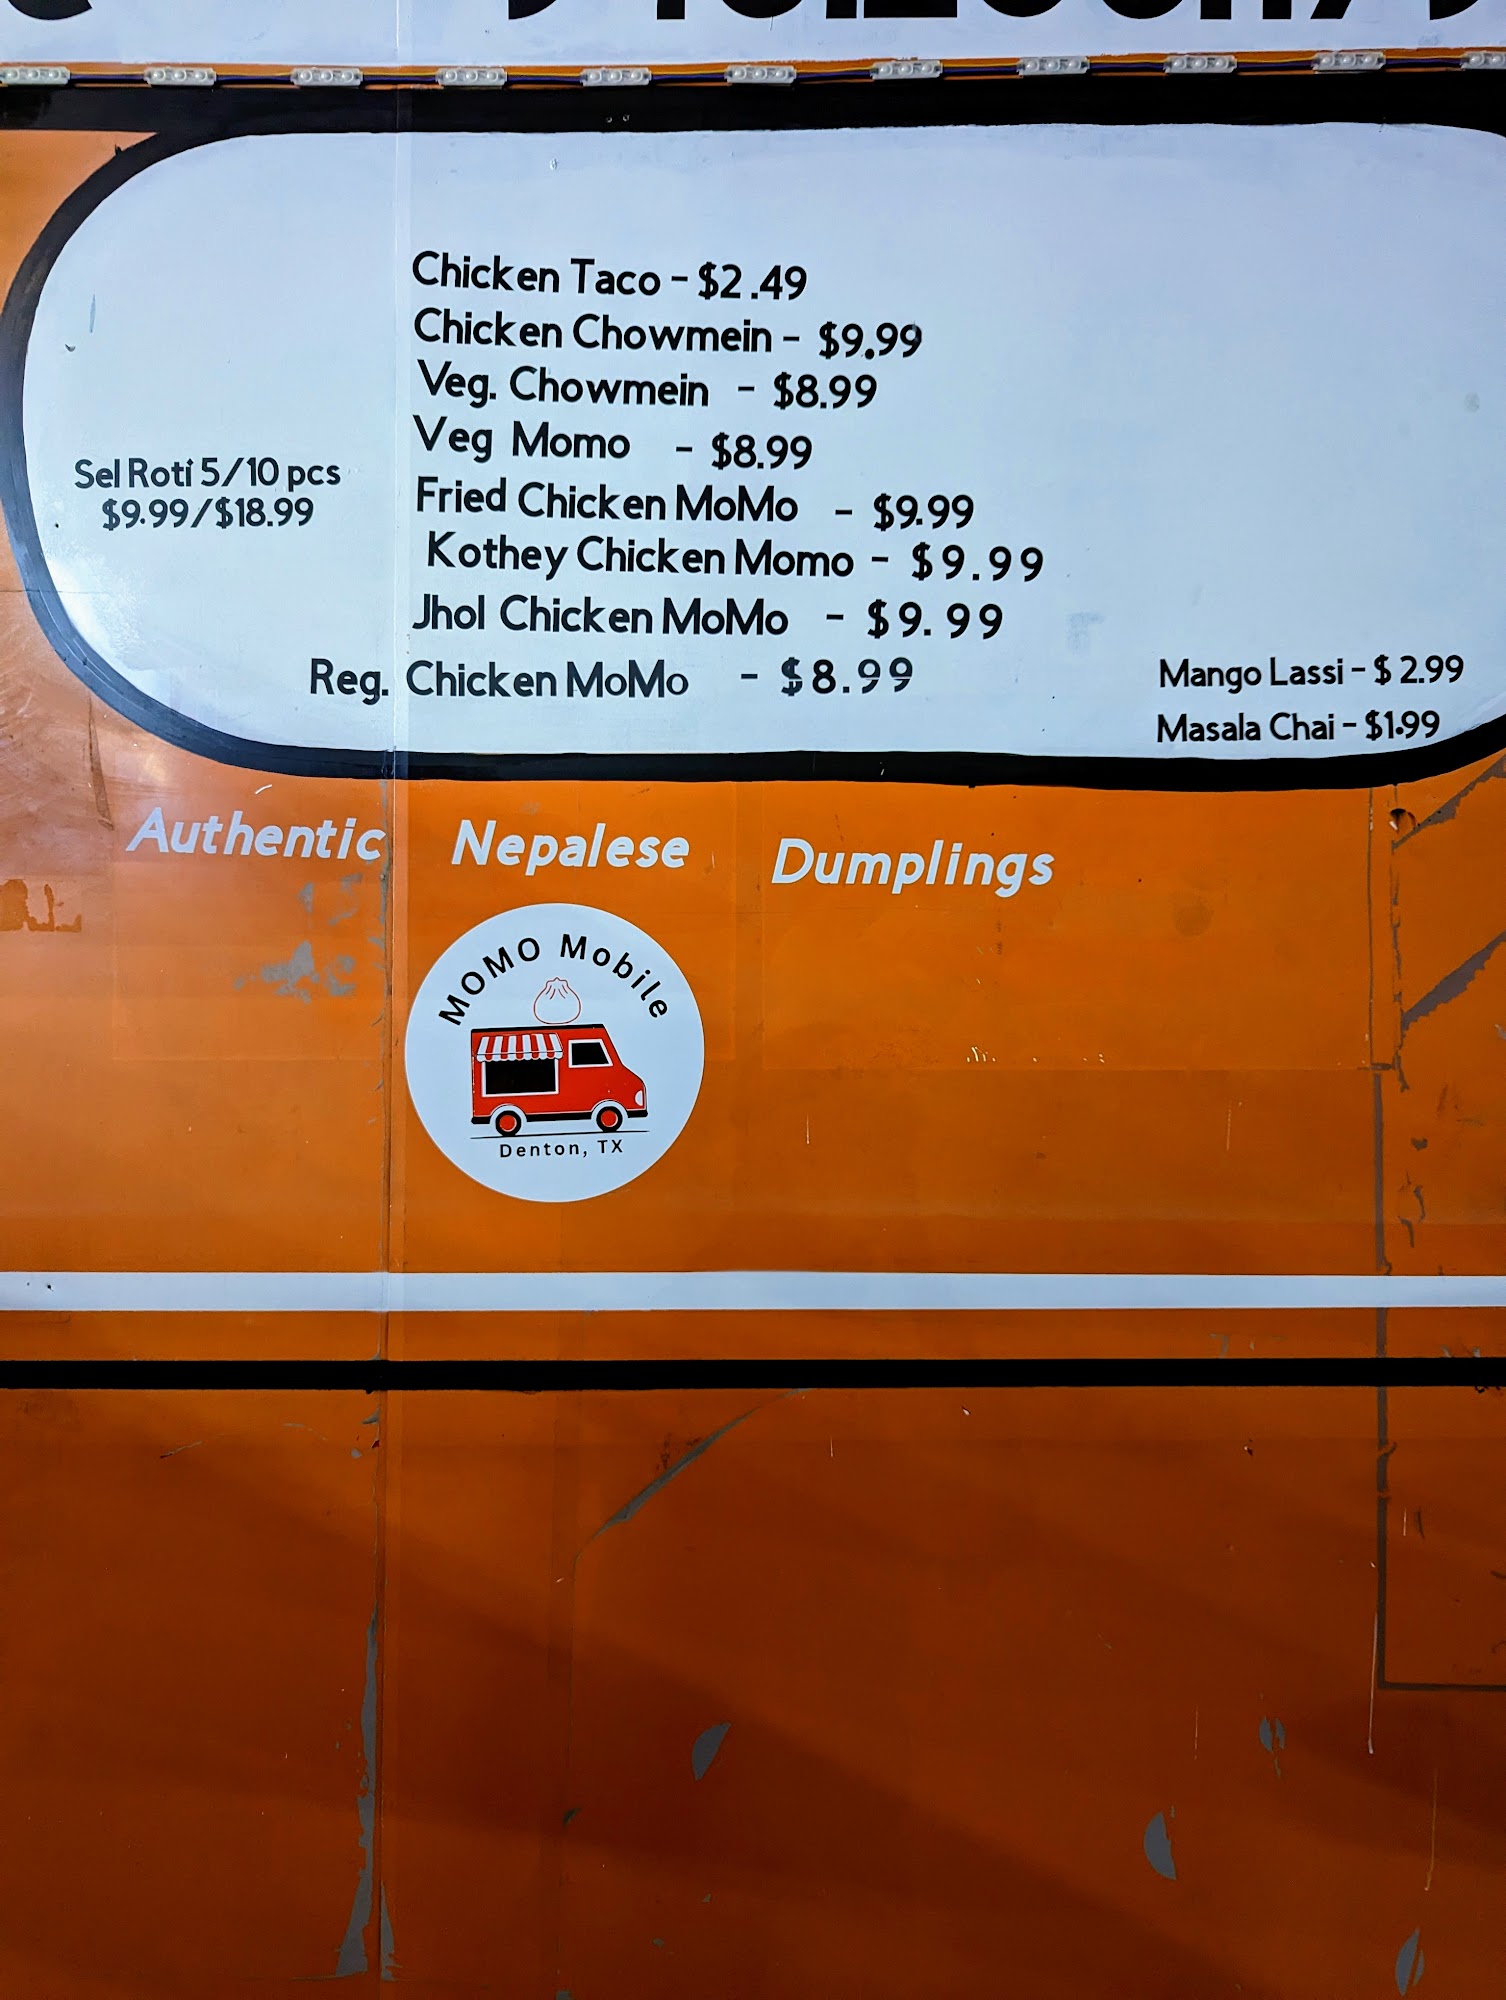 Chicken Taco - $2.49
Chicken Chowmein - $9.99
Veg. Chowmein - $8.99
Veg Momo - $8.99
Sel Roti 5/10 pcs
$9.99/$18.99
Fried Chicken MoMo - $9.99
Kothey Chicken Momo - $9.99
Jhol Chicken MoMo - $9.99
Reg. Chicken MoMo - $8.99
Mango Lassi - $2.99
Masala Chai - $1.99
Authentic Nepalese Dumplings
MOMO Mobile
Denton, TX